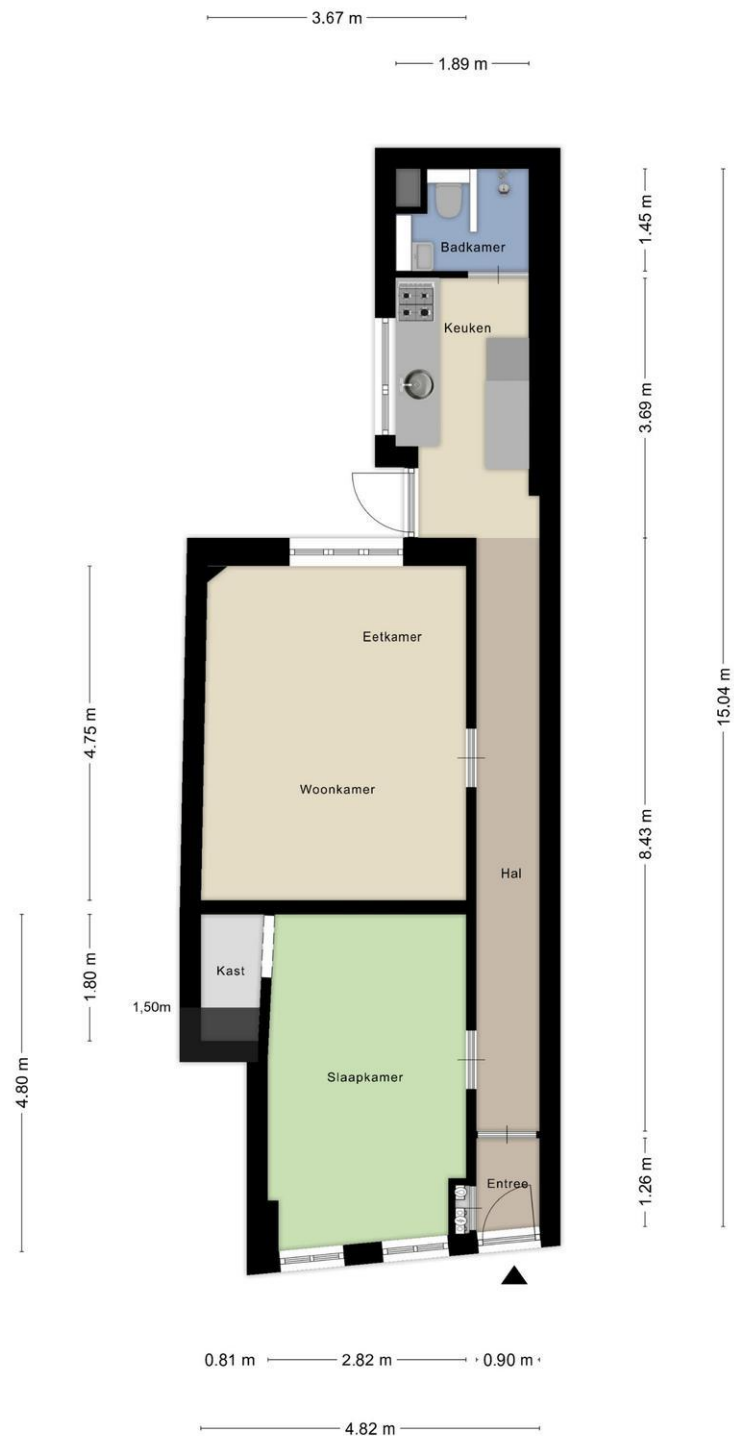 3.67 m
1.89 m
Badkamer
1.45 m
Keuken
3.69 m
Eetkamer
4.75 m
15.04 m
Woonkamer
8.43 m
Hal
Kast
1.80 m
1,50m
Slaapkamer
4.80 m
Entree
1.26 m
0.81 m
2.82 m
0.90 m
4.82 m